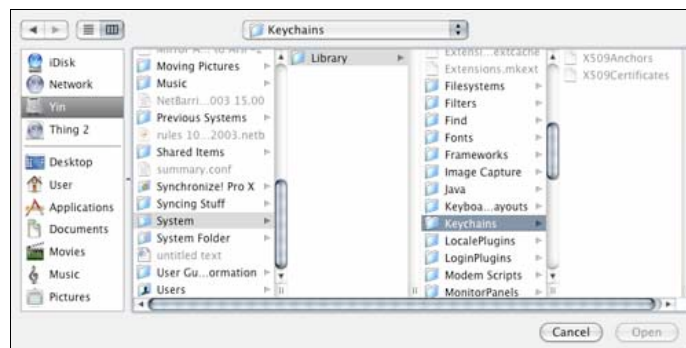 Keychains
iDisk
Network
Yin
Thing 2
Desktop
User
Applications
Documents
Movies
Music
Pictures
Moving Pictures
Music
NetBarri...003 15.00
Previous Systems
rules 10...2003.netb
Shared Items
summary.conf
Synchronize! Pro X
Syncing Stuff
System
System Folder
untitled text
User Gu...ormation
Users
Library
Extensi...extcache
Extensions.mkext
Filesystems
Filters
Find
Fonts
Frameworks
Image Capture
Java
Keyboa...ayouts
Keychains
LocalePlugins
LoginPlugins
Modem Scripts
MonitorPanels
X509Anchors
X509Certificates
Cancel
Open